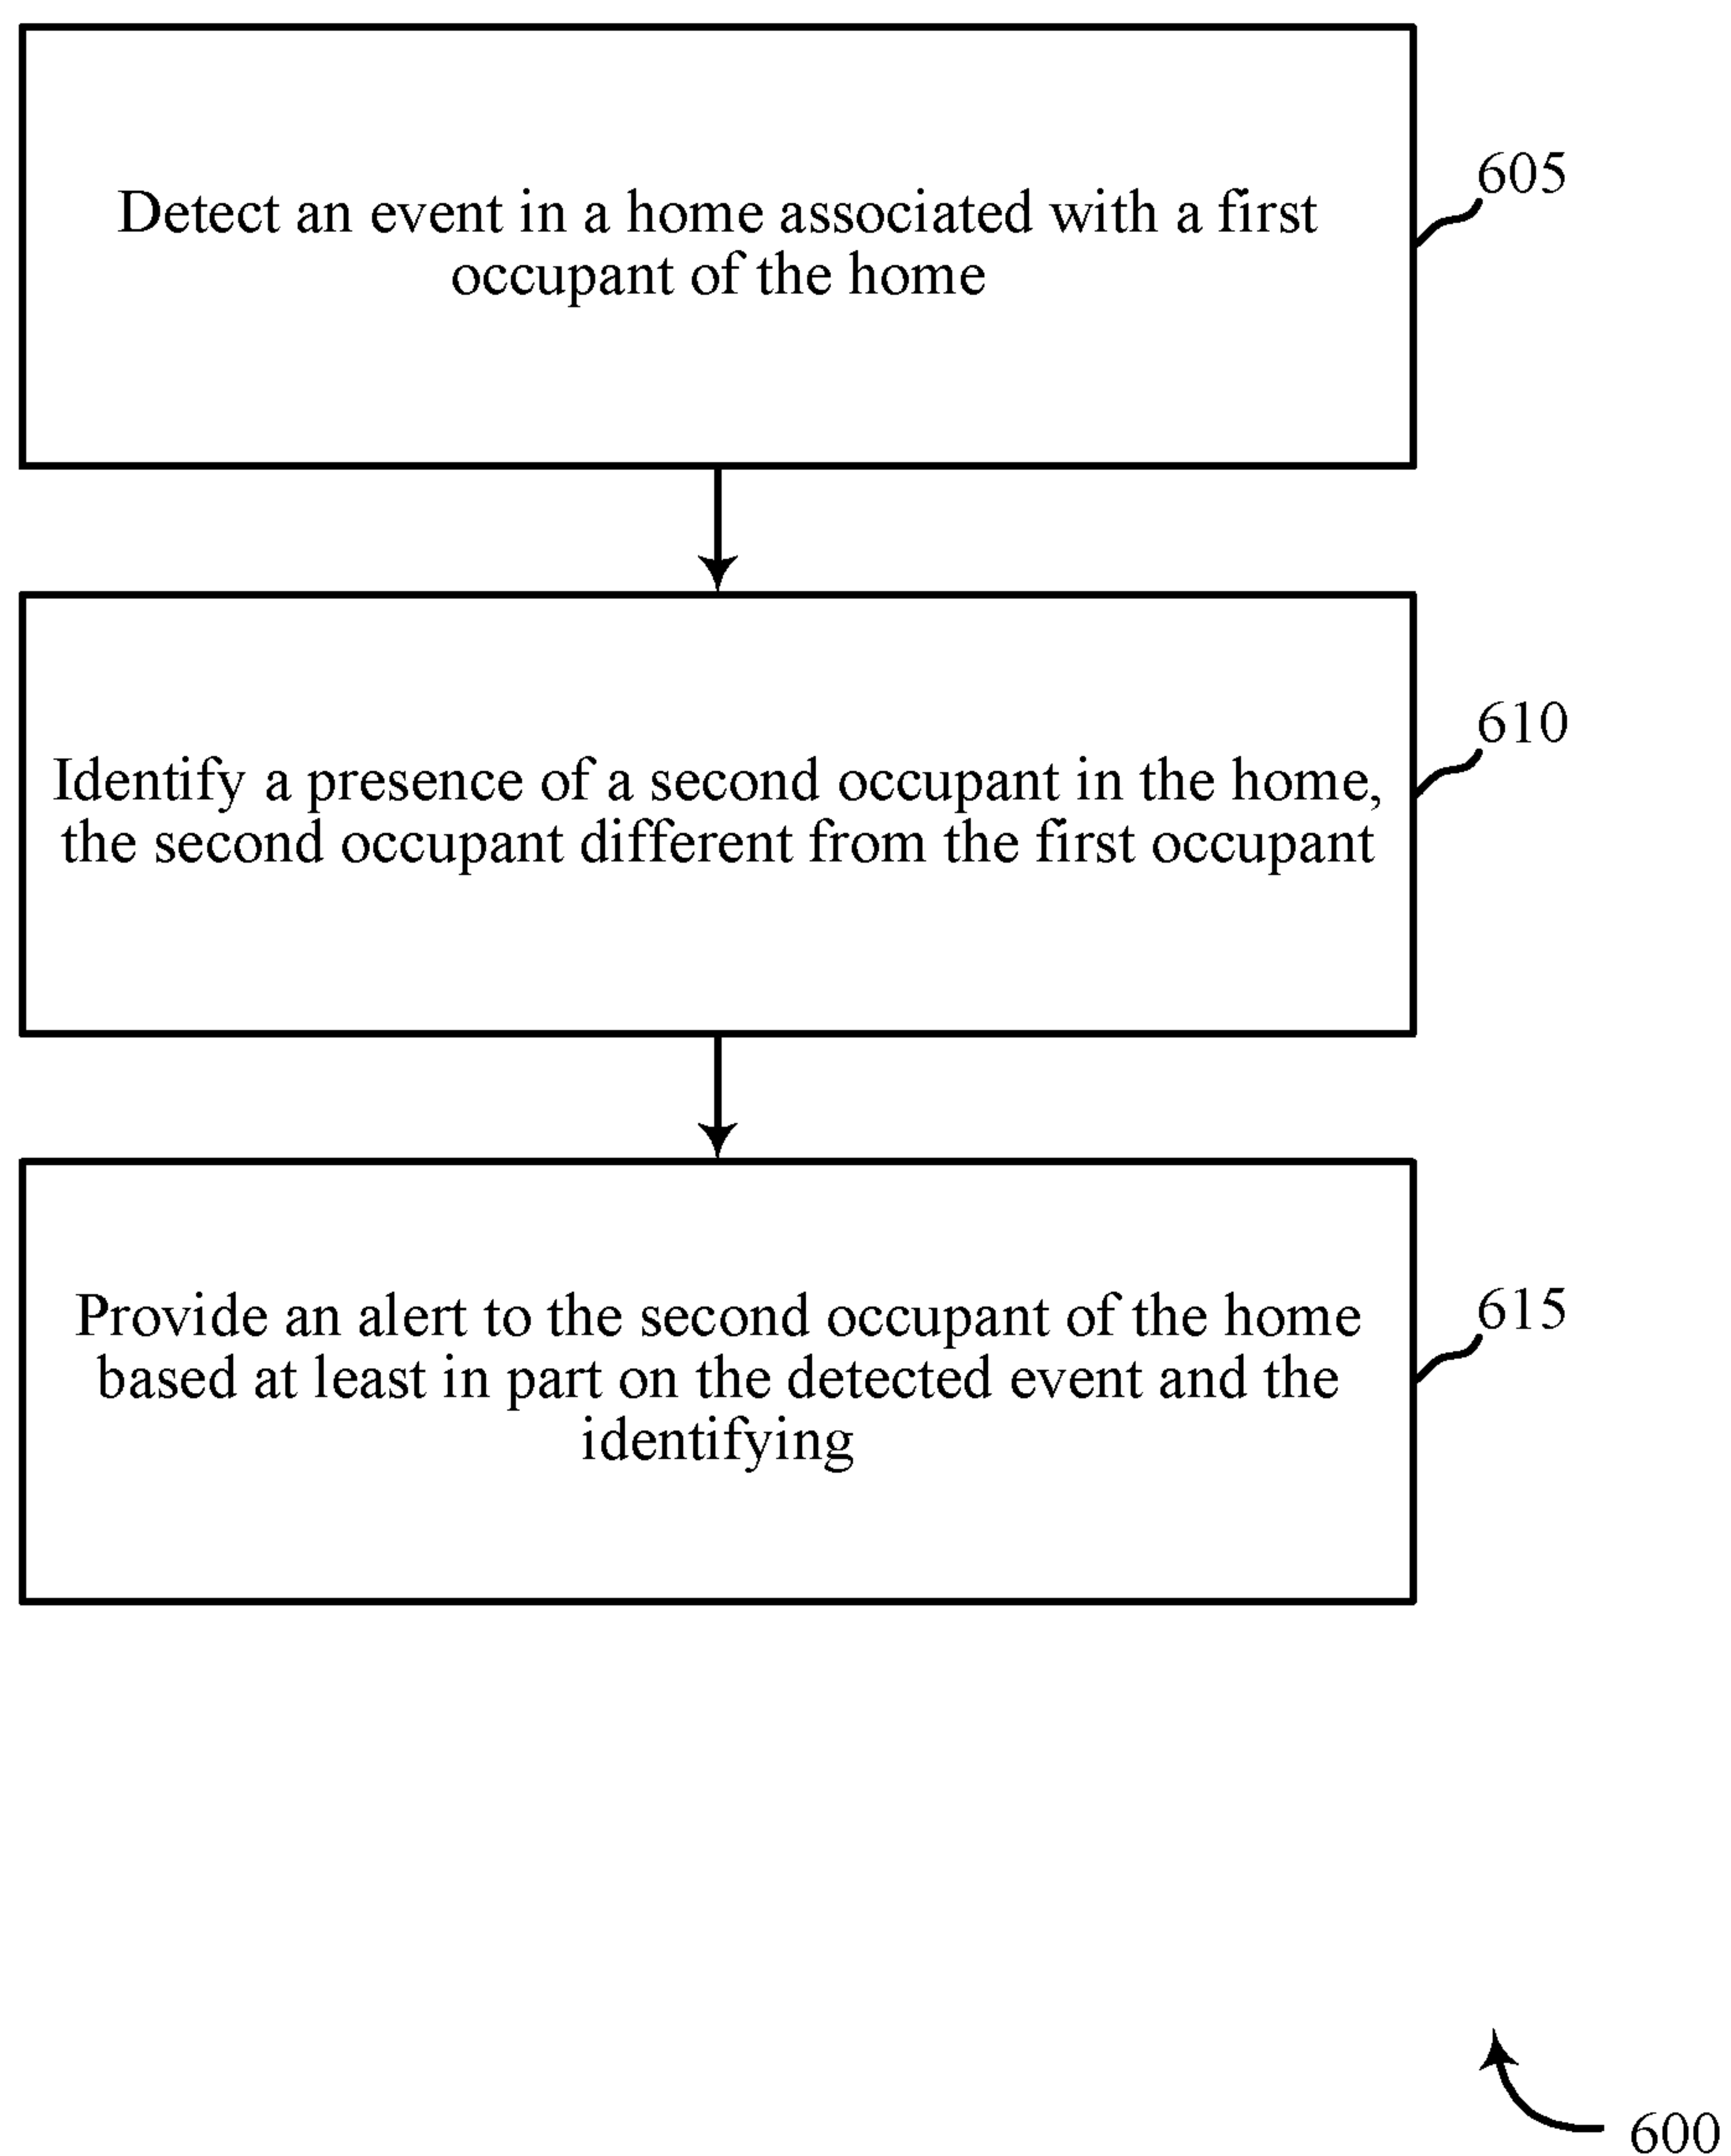 Detect an event in a home associated with a first
occupant of the home
605
Identify a presence of a second occupant in the home,
the second occupant different from the first occupant
610
Provide an alert to the second occupant of the home
based at least in part on the detected event and the
identifying
615
600